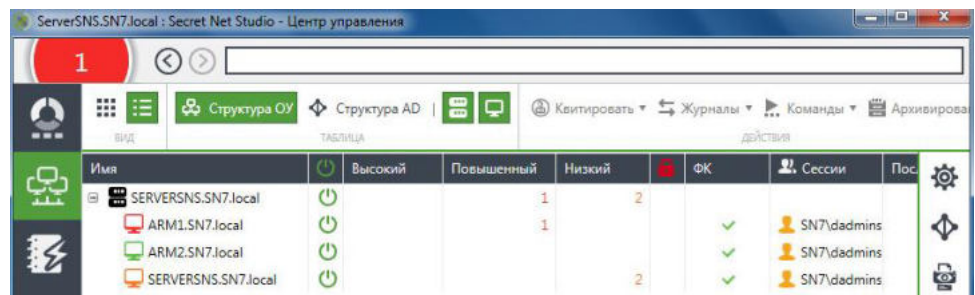 ServerSNS.SN7.local : Secret Net Studio - Центр управления
1
Структура ОУ Структура AD | Квитировать Журналы Команды Архивирова
ВИД ТАБЛИЦА ДЕЙСТВИЯ
Имя Высокий Повышенный Низкий ФК Сессии Пос
SERVERSNS.SN7.local 1 2
ARM1.SN7.local 1 SN7\dadmins
ARM2.SN7.local SN7\dadmins
SERVERSNS.SN7.local 2 SN7\dadmins